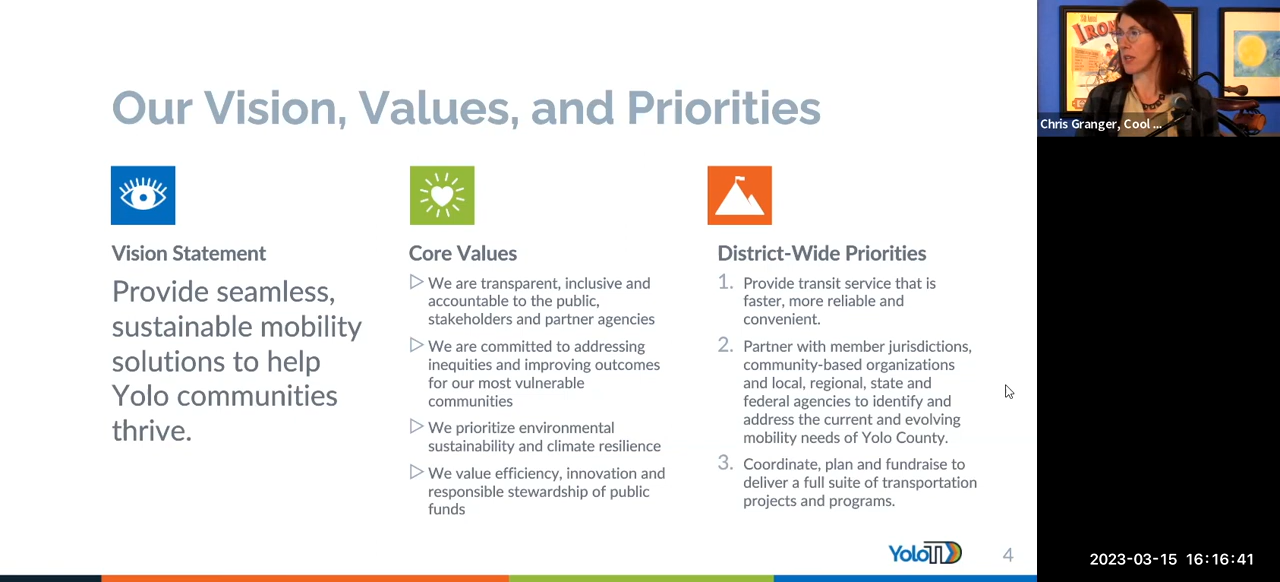 Our Vision, Values, and Priorities
Vision Statement
Provide seamless,
sustainable mobility
solutions to help
Yolo communities
thrive.
Core Values
We are transparent, inclusive and
accountable to the public,
stakeholders and partner agencies
We are committed to addressing
inequities and improving outcomes
for our most vulnerable
communities
We prioritize environmental
sustainability and climate resilience
We value efficiency, innovation and
responsible stewardship of public
funds
District-Wide Priorities
1. Provide transit service that is
faster, more reliable and
convenient.
2. Partner with member jurisdictions,
community-based organizations
and local, regional, state and
federal agencies to identify and
address the current and evolving
mobility needs of Yolo County.
3. Coordinate, plan and fundraise to
deliver a full suite of transportation
projects and programs.
YoloTD
4
Chris Granger, Cool ...
2023-03-15 16:16:41